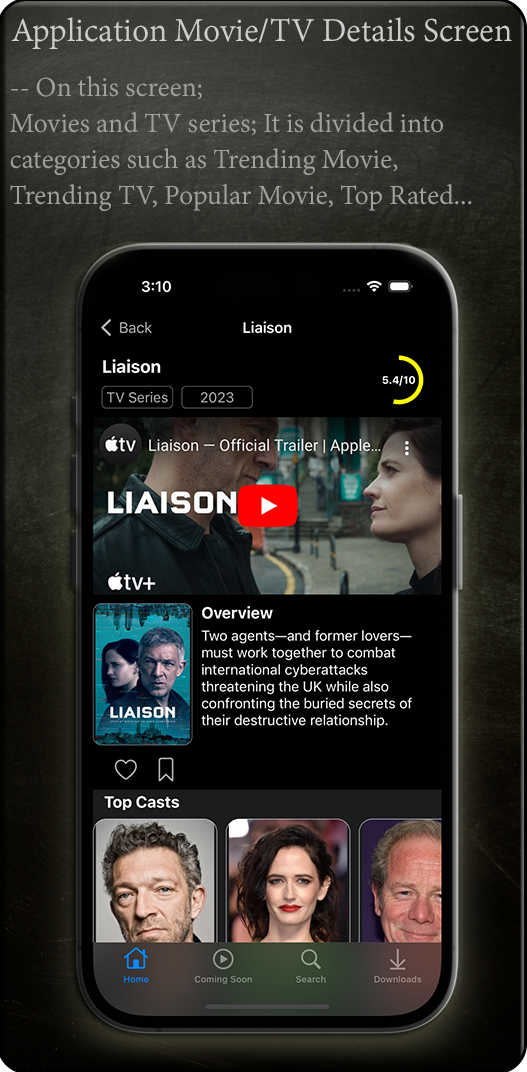 Application Movie/TV Details Screen
-- On this screen;
Movies and TV series; It is divided into
categories such as Trending Movie,
Trending TV, Popular Movie, Top Rated...
3:10
Back
Liaison
Liaison
TV Series
2023
5.4/10
tv
Liaison — Official Trailer | Apple...
LIAISON
tv+
Overview
Two agents—and former lovers—
must work together to combat
international cyberattacks
threatening the UK while also
confronting the buried secrets of
their destructive relationship.
LIAISON
Top Casts
Home
Coming Soon
Search
Downloads